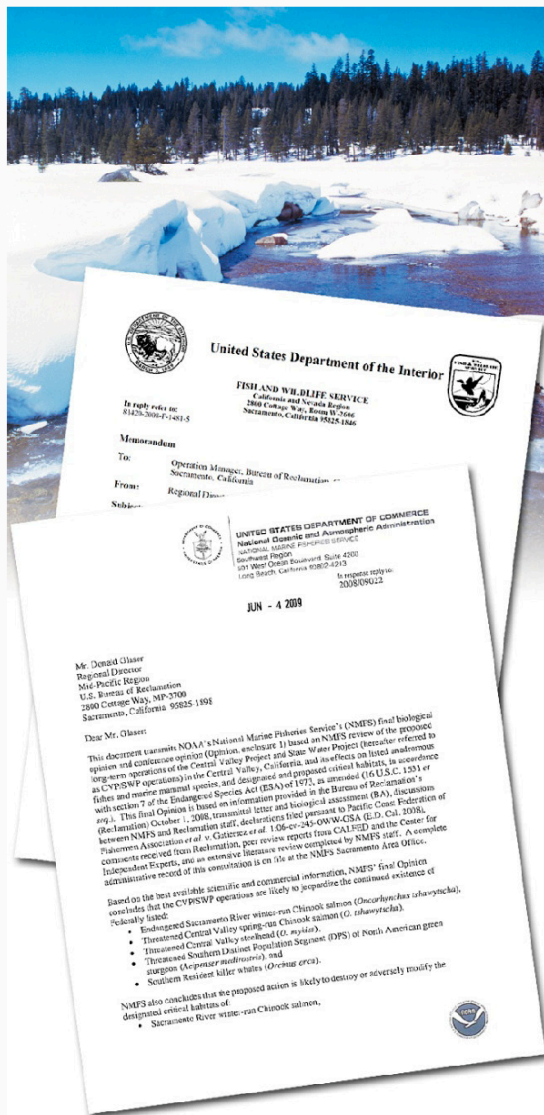 United States Department of the Interior
FISH AND WILDLIFE SERVICE
California and Nevada Region
2800 Cottage Way, Room W-2606
Sacramento, California 95825-1846
In reply refer to:
81420-2008-F-1481-5
Memorandum
To: Operation Manager, Bureau of Reclamation,
Sacramento, California
From: Regional
UNITED STATES DEPARTMENT OF COMMERCE
National Oceanic and Atmospheric Administration
NATIONAL MARINE FISHERIES SERVICE
Southwest Region
501 West Ocean Boulevard, Suite 4200
Long Beach, California 90802-4213
In response reply to:
2008/09022
JUN - 4 2009
Mr. Donald Glaser
Regional Director
Mid-Pacific Region
U.S. Bureau of Reclamation
2800 Cottage Way, MP-3700
Sacramento, California 95825-1898
Dear Mr. Glaser:
This document transmits NOAA's National Marine Fisheries Service's (NMFS) final biological
opinion and conference opinion (Opinion, enclosure 1) based on NMFS review of the proposed
long-term operations of the Central Valley Project and State Water Project (hereafter referred to
as CVP/SWP operations) in the Central Valley, California, and its effects on listed anadromous
fishes and marine mammal species, and designated and proposed critical habitats, in accordance
with section 7 of the Endangered Species Act (ESA) of 1973, as amended (16 U.S.C. 1531 et
seq.). This final Opinion is based on information provided in the Bureau of Reclamation's
(Reclamation) October 1, 2008, transmittal letter and biological assessment (BA), discussions
between NMFS and Reclamation staff, declarations filed pursuant to Pacific Coast Federation of
Fishermen Association et al. v. Gutierrez et al. 1:06-cv-245-OWW-GSA (E.D. Cal. 2008),
comments received from Reclamation, peer review reports from CALFED and the Center for
Independent Experts, and an extensive literature review completed by NMFS staff. A complete
administrative record of this consultation is on file at the NMFS Sacramento Area Office.
Based on the best available scientific and commercial information, NMFS' final Opinion
concludes that the CVP/SWP operations are likely to jeopardize the continued existence of
Federally listed:
• Endangered Sacramento River winter-run Chinook salmon (Oncorhynchus tshawytscha),
• Threatened Central Valley spring-run Chinook salmon (O. tshawytscha),
• Threatened Central Valley steelhead (O. mykiss),
• Threatened Southern Distinct Population Segment (DPS) of North American green
sturgeon (Acipenser medirostris), and
• Southern Resident killer whales (Orcinus orca).
NMFS also concludes that the proposed action is likely to destroy or adversely modify the
designated critical habitats of:
• Sacramento River winter-run Chinook salmon,